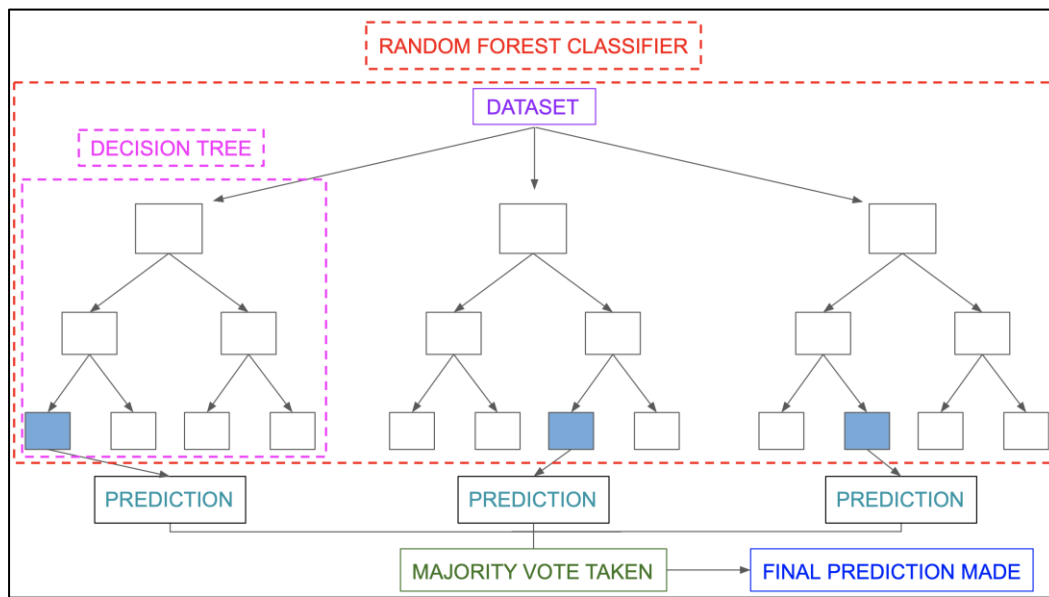 RANDOM FOREST CLASSIFIER
DATASET
DECISION TREE
PREDICTION
PREDICTION
PREDICTION
MAJORITY VOTE TAKEN
FINAL PREDICTION MADE